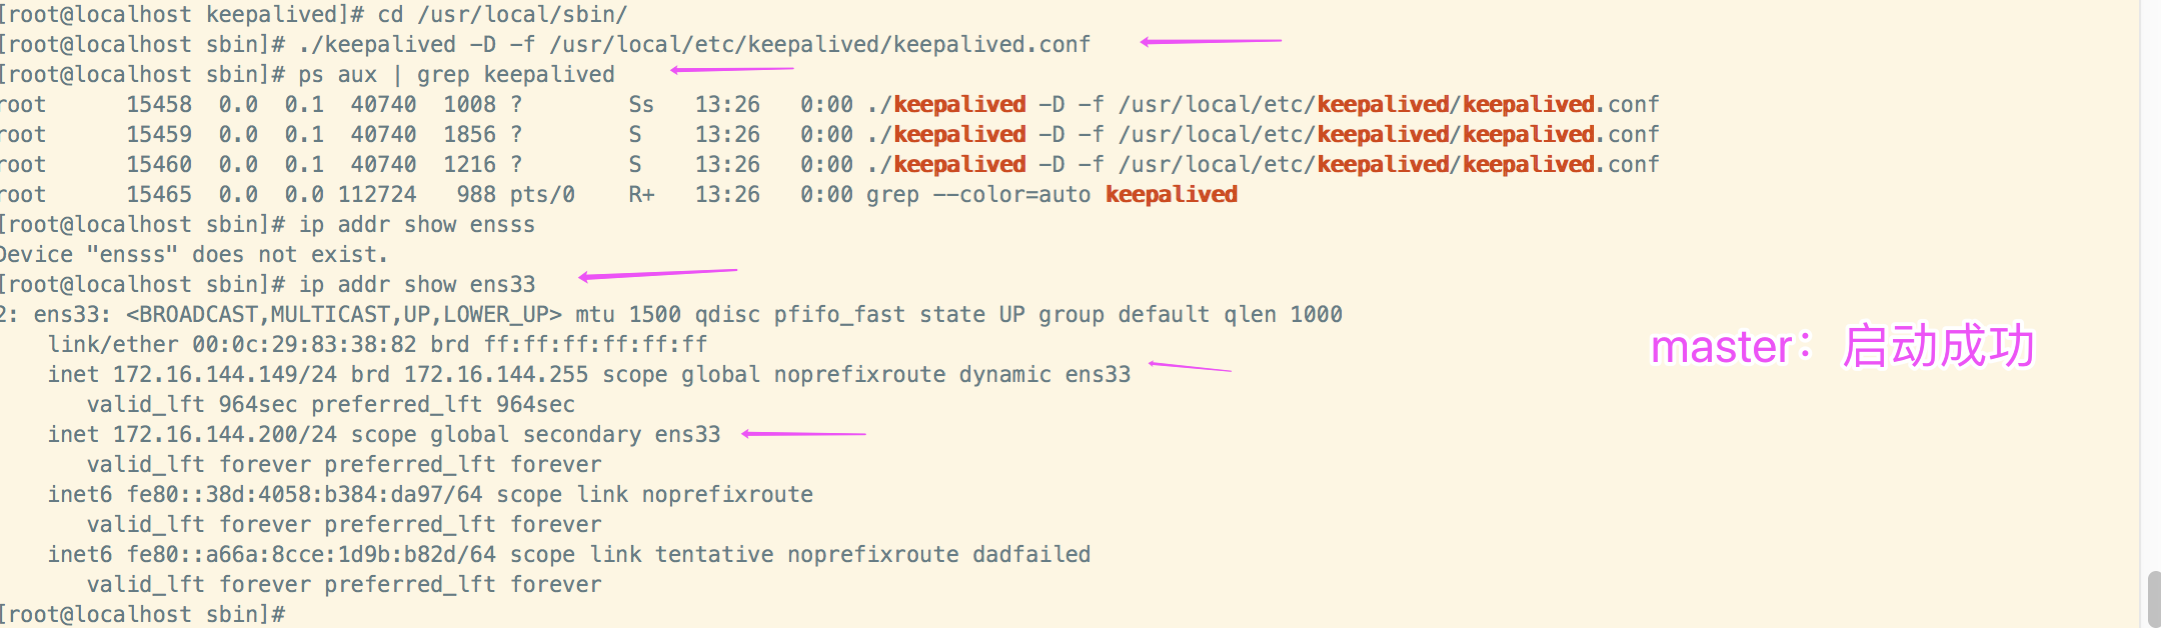 [root@localhost keepalived]# cd /usr/local/sbin/
[root@localhost sbin]# ./keepalived -D -f /usr/local/etc/keepalived/keepalived.conf
[root@localhost sbin]# ps aux | grep keepalived
root      15458  0.0  0.1  40740  1008 ?        Ss   13:26   0:00 ./keepalived -D -f /usr/local/etc/keepalived/keepalived.conf
root      15459  0.0  0.1  40740  1856 ?        S    13:26   0:00 ./keepalived -D -f /usr/local/etc/keepalived/keepalived.conf
root      15460  0.0  0.1  40740  1216 ?        S    13:26   0:00 ./keepalived -D -f /usr/local/etc/keepalived/keepalived.conf
root      15465  0.0  0.0 112724   988 pts/0    R+   13:26   0:00 grep --color=auto keepalived
[root@localhost sbin]# ip addr show ensss
Device "ensss" does not exist.
[root@localhost sbin]# ip addr show ens33
2: ens33: <BROADCAST,MULTICAST,UP,LOWER_UP> mtu 1500 qdisc pfifo_fast state UP group default qlen 1000
    link/ether 00:0c:29:83:38:82 brd ff:ff:ff:ff:ff:ff
master：启动成功
    inet 172.16.144.149/24 brd 172.16.144.255 scope global noprefixroute dynamic ens33
       valid_lft 964sec preferred_lft 964sec
    inet 172.16.144.200/24 scope global secondary ens33
       valid_lft forever preferred_lft forever
    inet6 fe80::38d:4058:b384:da97/64 scope link noprefixroute
       valid_lft forever preferred_lft forever
    inet6 fe80::a66a:8cce:1d9b:b82d/64 scope link tentative noprefixroute dadfailed
       valid_lft forever preferred_lft forever
[root@localhost sbin]#